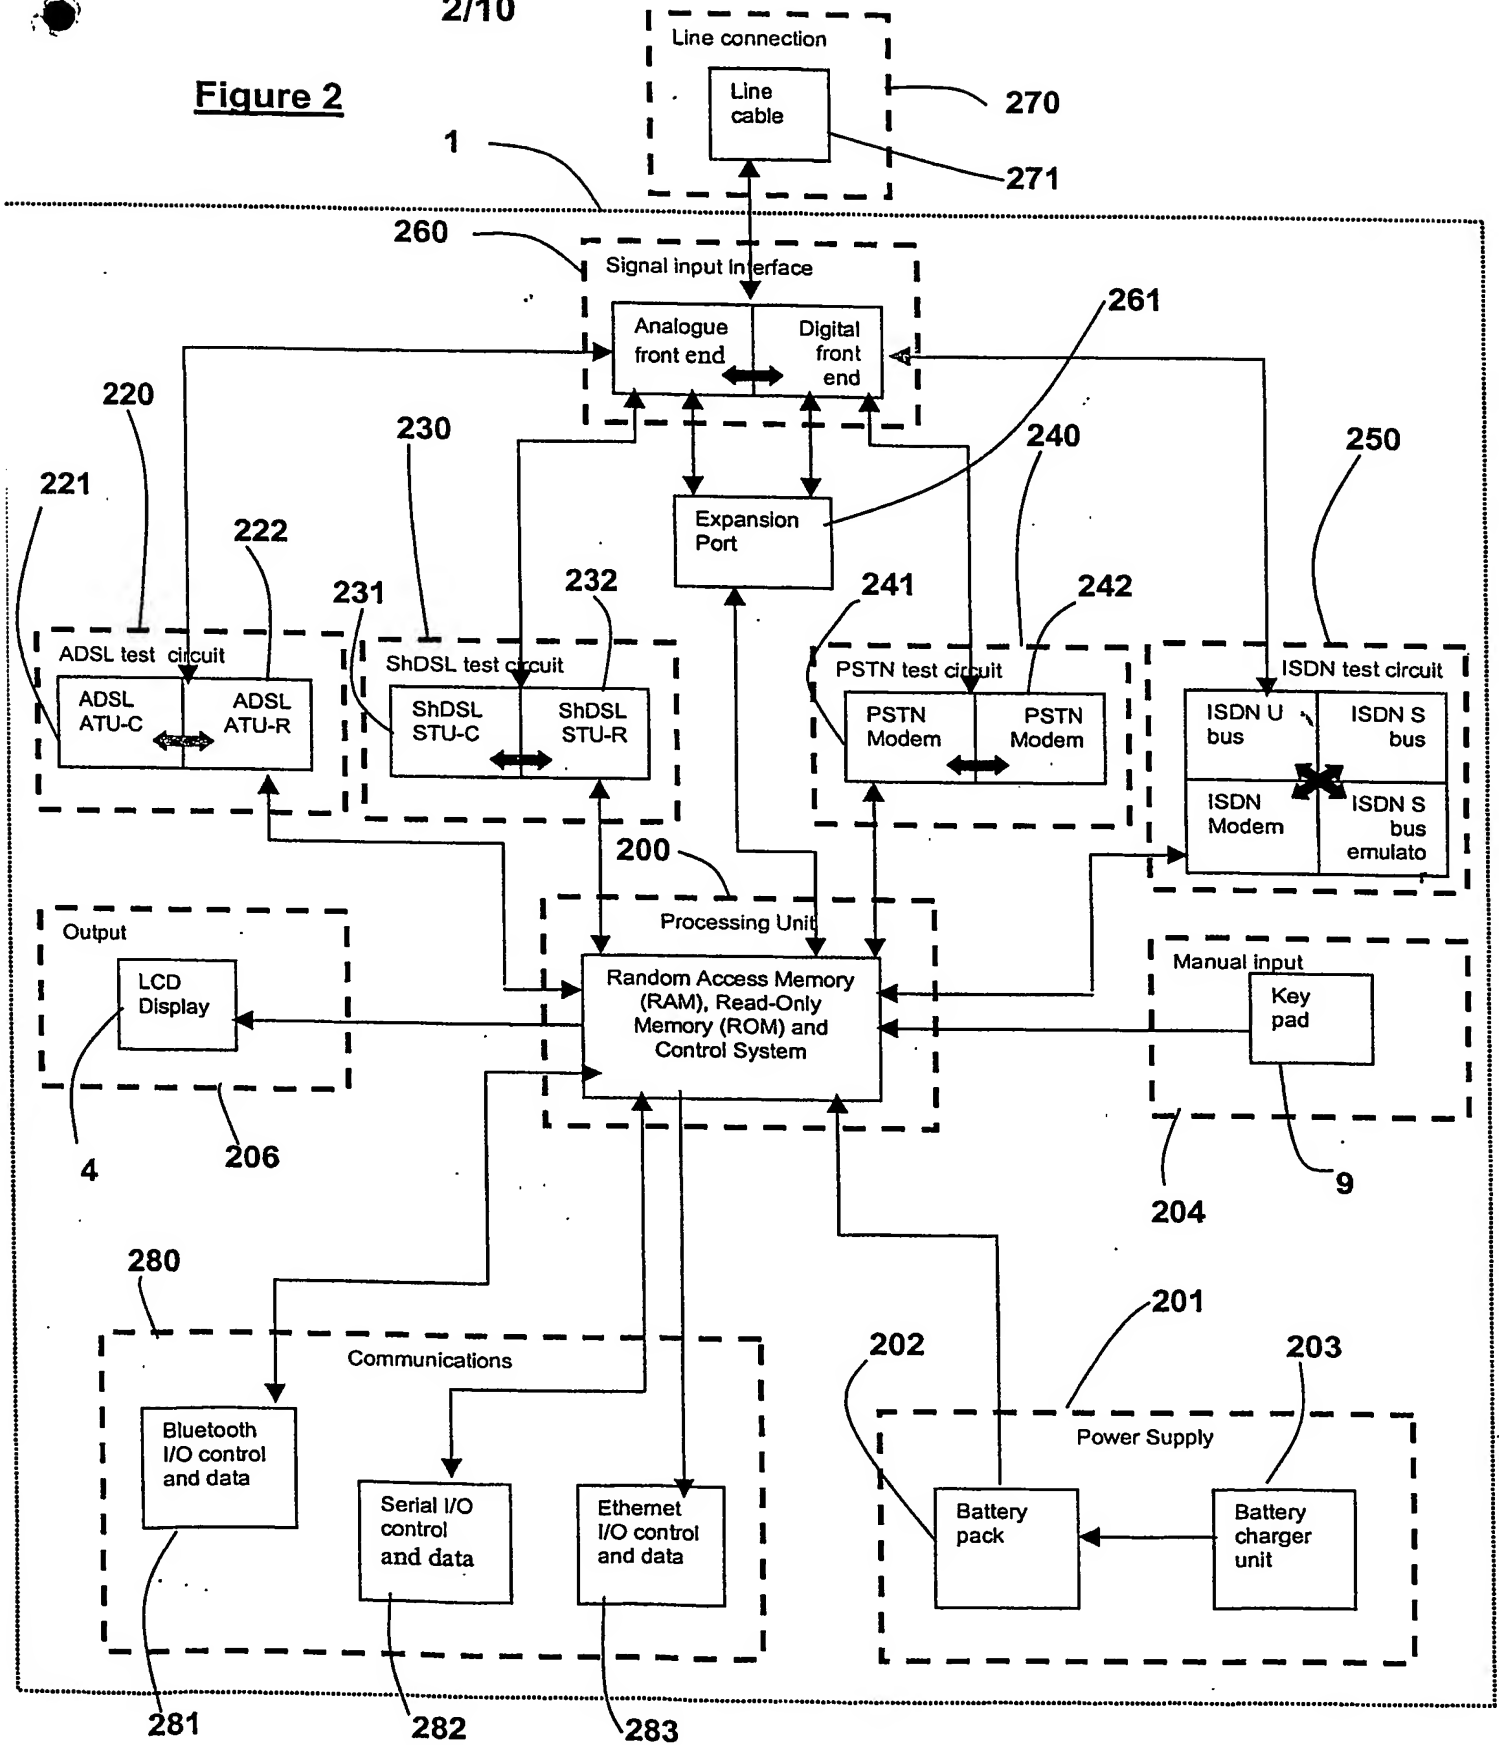 2/10
Figure 2
Line connection
Line
cable
270
271
1
260
Signal input Interface
Analogue
front end
Digital
front
end
261
220
230
240
250
221
222
231
232
241
242
Expansion
Port
ADSL test circuit
ADSL
ATU-C
ADSL
ATU-R
ShDSL test circuit
ShDSL
STU-C
ShDSL
STU-R
PSTN test circuit
PSTN
Modem
PSTN
Modem
ISDN test circuit
ISDN U
bus
ISDN S
bus
ISDN
Modem
ISDN S
bus
emulato
200
Processing Unit
Random Access Memory
(RAM), Read-Only
Memory (ROM) and
Control System
Output
LCD
Display
4
206
Manual input
Key
pad
9
204
280
Communications
Bluetooth
I/O control
and data
Serial I/O
control
and data
Ethernet
I/O control
and data
281
282
283
201
202
203
Power Supply
Battery
pack
Battery
charger
unit